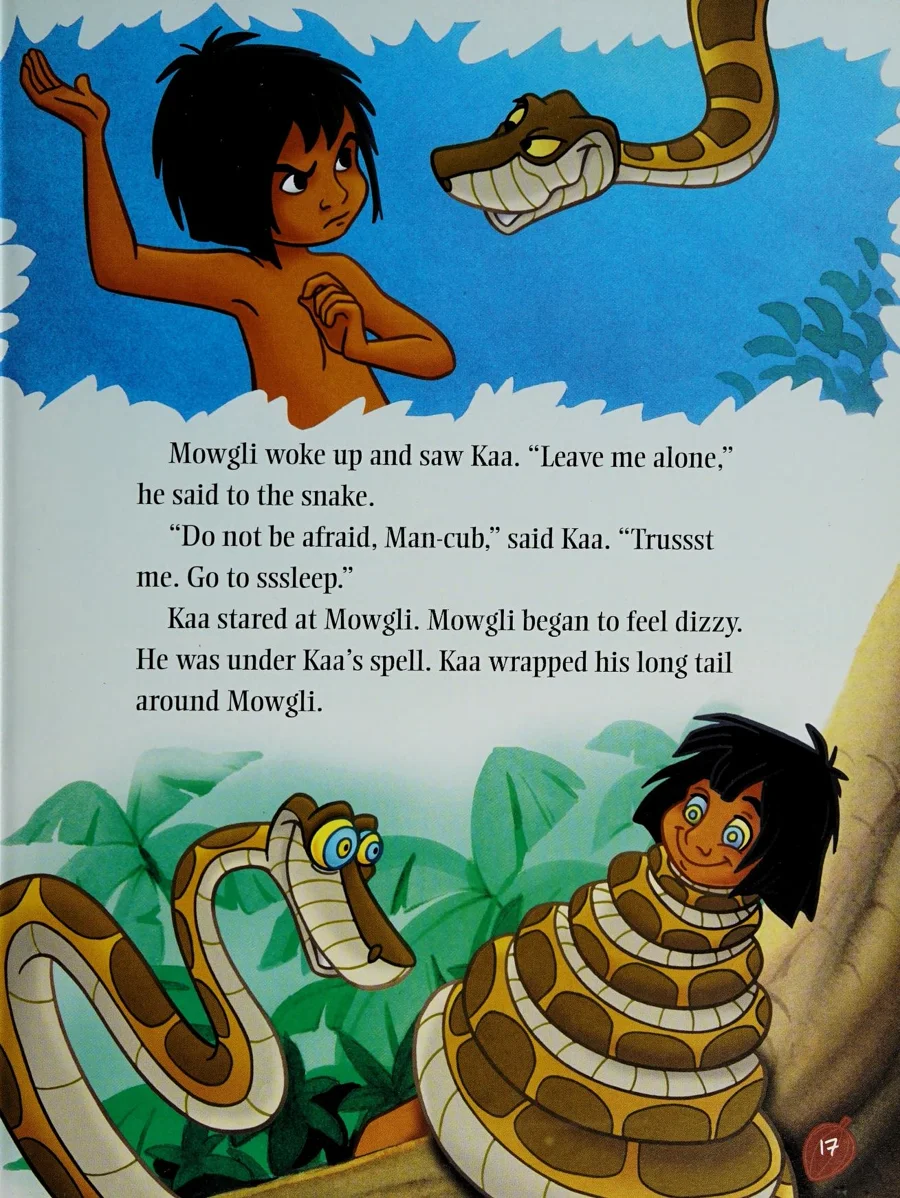 Mowgli woke up and saw Kaa. “Leave me alone,”
he said to the snake.
“Do not be afraid, Man-cub,” said Kaa. “Trussst
me. Go to sssleep.”
Kaa stared at Mowgli. Mowgli began to feel dizzy.
He was under Kaa’s spell. Kaa wrapped his long tail
around Mowgli.
17